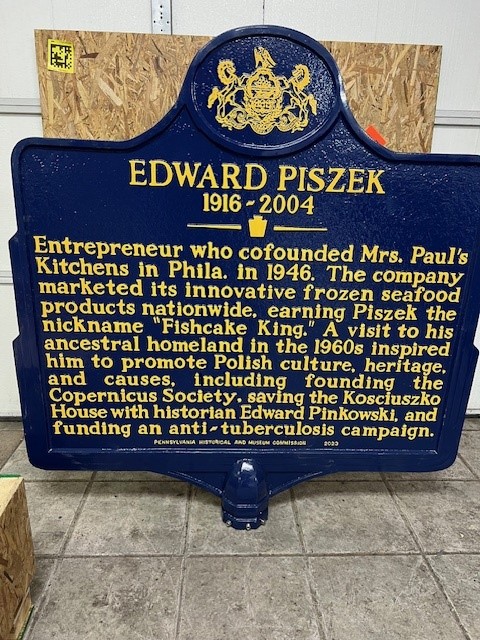 EDWARD PISZEK
1916-2004
Entrepreneur who cofounded Mrs. Paul's
Kitchens in Phila. in 1946. The company
marketed its innovative frozen seafood
products nationwide, earning Piszek the
nickname "Fishcake King." A visit to his
ancestral homeland in the 1960s inspired
him to promote Polish culture, heritage,
and causes, including founding the
Copernicus Society, saving the Kosciuszko
House with historian Edward Pinkowski, and
funding an anti-tuberculosis campaign.
PENNSYLVANIA HISTORICAL AND MUSEUM COMMISSION 2023